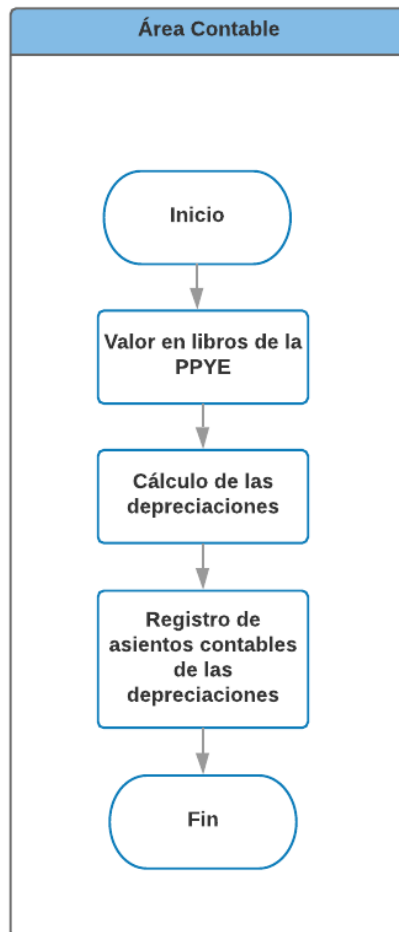 Área Contable
Inicio
Valor en libros de la
PPYE
Cálculo de las
depreciaciones
Registro de
asientos contables
de las
depreciaciones
Fin